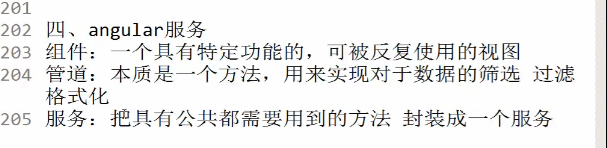 201
202 四、angular服务
203 组件：一个具有特定功能的，可被反复使用的视图
204 管道：本质是一个方法，用来实现对于数据的筛选 过滤
格式化
205 服务：把具有公共都需要用到的方法 封装成一个服务